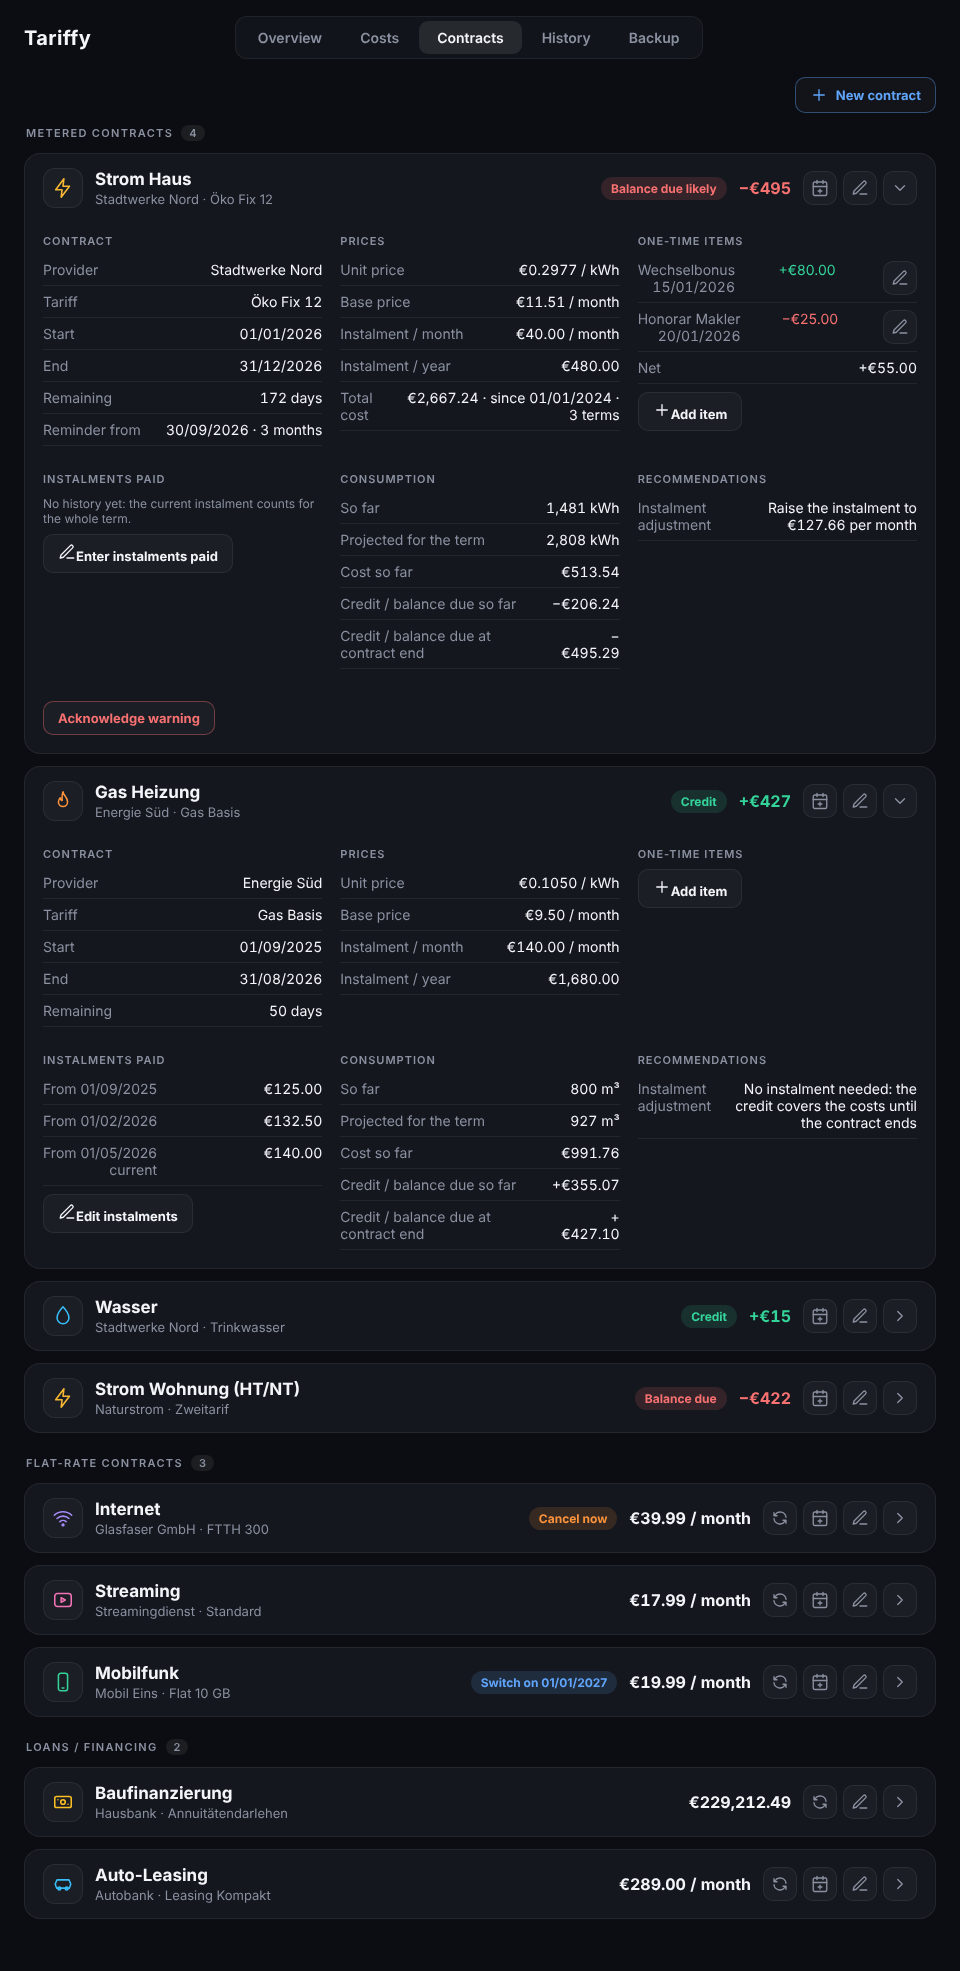 Tariffy
Overview Costs Contracts History Backup
New contract
METERED CONTRACTS 4
Strom Haus
Stadtwerke Nord · Öko Fix 12
Balance due likely −€495
CONTRACT
Provider Stadtwerke Nord
Tariff Öko Fix 12
Start 01/01/2026
End 31/12/2026
Remaining 172 days
Reminder from 30/09/2026 · 3 months
PRICES
Unit price €0.2977 / kWh
Base price €11.51 / month
Instalment / month €40.00 / month
Instalment / year €480.00
Total €2,667.24 · since 01/01/2024 ·
cost 3 terms
ONE-TIME ITEMS
Wechselbonus +€80.00
15/01/2026
Honorar Makler −€25.00
20/01/2026
Net +€55.00
Add item
INSTALMENTS PAID
No history yet: the current instalment counts for
the whole term.
Enter instalments paid
CONSUMPTION
So far 1,481 kWh
Projected for the term 2,808 kWh
Cost so far €513.54
Credit / balance due so far −€206.24
Credit / balance due at −
contract end €495.29
RECOMMENDATIONS
Instalment Raise the instalment to
adjustment €127.66 per month
Acknowledge warning
Gas Heizung
Energie Süd · Gas Basis
Credit +€427
CONTRACT
Provider Energie Süd
Tariff Gas Basis
Start 01/09/2025
End 31/08/2026
Remaining 50 days
PRICES
Unit price €0.1050 / kWh
Base price €9.50 / month
Instalment / month €140.00 / month
Instalment / year €1,680.00
ONE-TIME ITEMS
Add item
INSTALMENTS PAID
From 01/09/2025 €125.00
From 01/02/2026 €132.50
From 01/05/2026 €140.00
current
Edit instalments
CONSUMPTION
So far 800 m³
Projected for the term 927 m³
Cost so far €991.76
Credit / balance due so far +€355.07
Credit / balance due at +
contract end €427.10
RECOMMENDATIONS
Instalment No instalment needed: the
adjustment credit covers the costs until
the contract ends
Wasser
Stadtwerke Nord · Trinkwasser
Credit +€15
Strom Wohnung (HT/NT)
Naturstrom · Zweitarif
Balance due −€422
FLAT-RATE CONTRACTS 3
Internet
Glasfaser GmbH · FTTH 300
Cancel now €39.99 / month
Streaming
Streamingdienst · Standard
€17.99 / month
Mobilfunk
Mobil Eins · Flat 10 GB
Switch on 01/01/2027 €19.99 / month
LOANS / FINANCING 2
Baufinanzierung
Hausbank · Annuitätendarlehen
€229,212.49
Auto-Leasing
Autobank · Leasing Kompakt
€289.00 / month